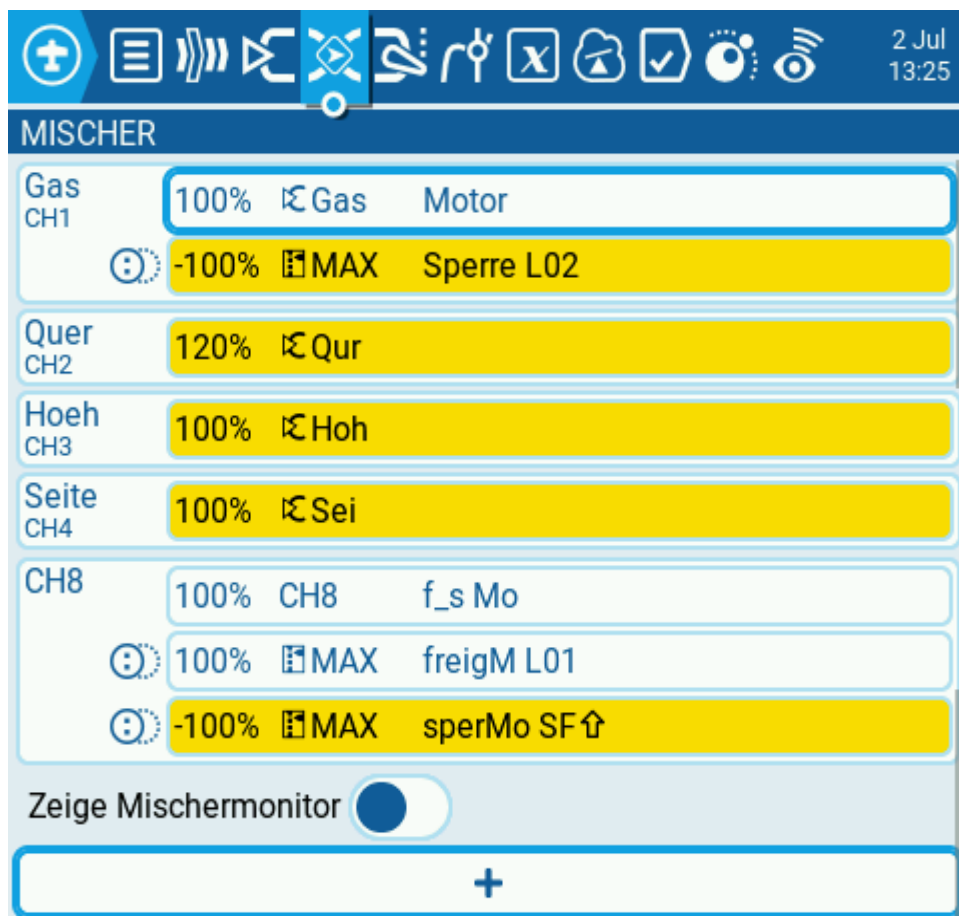 2 Jul
13:25
MISCHER
Gas
CH1
100% Gas Motor
-100% MAX Sperre L02
Quer
CH2
120% Qur
Hoeh
CH3
100% Hoh
Seite
CH4
100% Sei
CH8
100% CH8 f_s Mo
100% MAX freigM L01
-100% MAX sperMo SF⇧
Zeige Mischermonitor
+